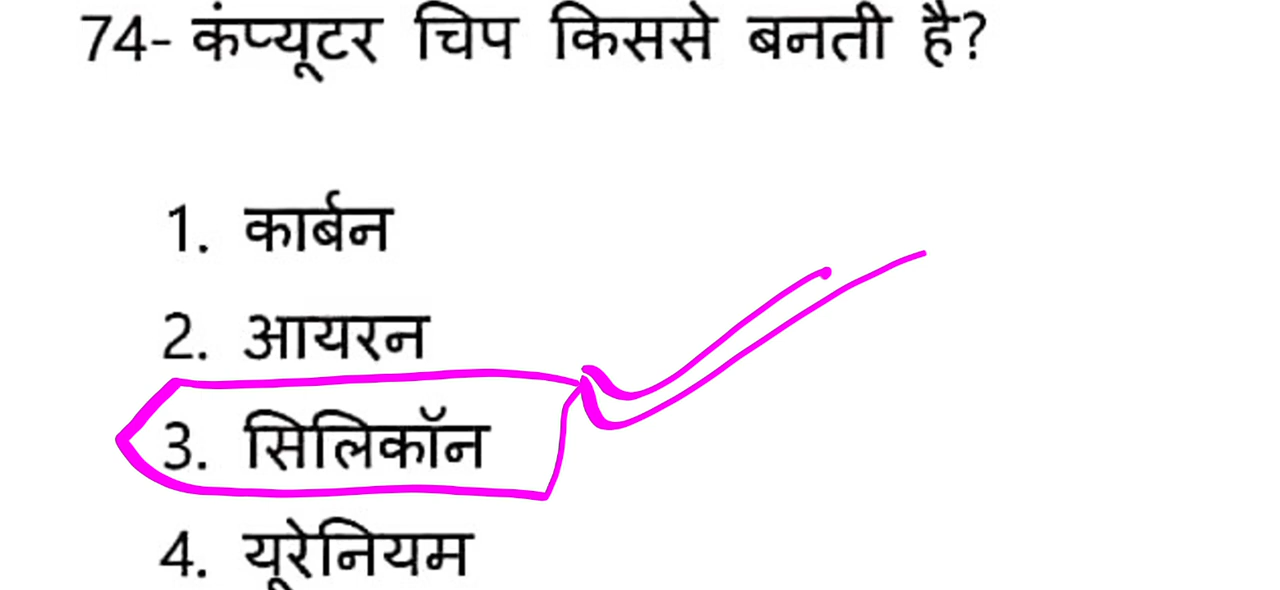 74- कंप्यूटर चिप किससे बनती है?
1. कार्बन
2. आयरन
3. सिलिकॉन
4. यूरेनियम